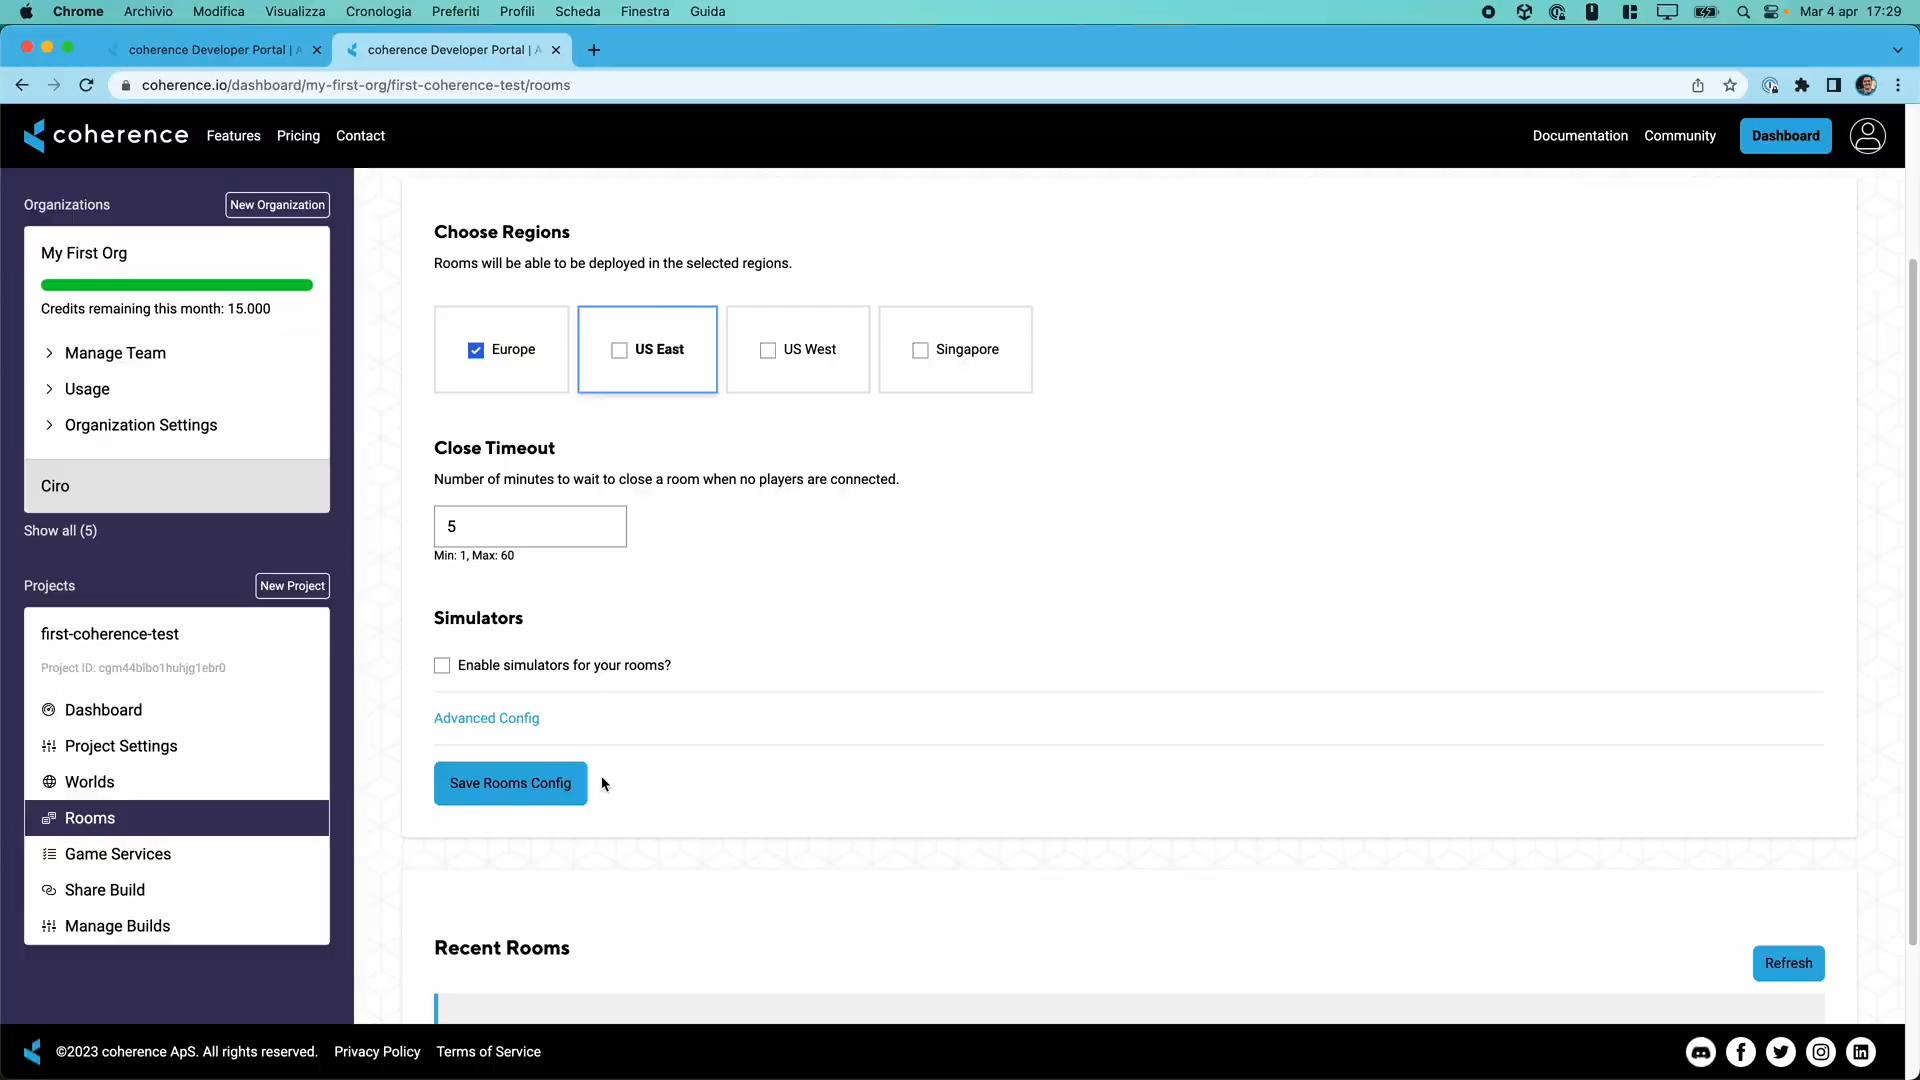 Chrome Archivio Modifica Visualizza Cronologia Preferiti Profili Scheda Finestra Guida Mar 4 apr 17:29
coherence Developer Portal | A coherence Developer Portal | A
coherence.io/dashboard/my-first-org/first-coherence-test/rooms
coherence Features Pricing Contact Documentation Community Dashboard
Organizations New Organization
My First Org
Credits remaining this month: 15.000
Manage Team
Usage
Organization Settings
Ciro
Show all (5)
Projects New Project
first-coherence-test
Project ID: cgm44blbo1huhjg1ebr0
Dashboard
Project Settings
Worlds
Rooms
Game Services
Share Build
Manage Builds
Choose Regions
Rooms will be able to be deployed in the selected regions.
Europe US East US West Singapore
Close Timeout
Number of minutes to wait to close a room when no players are connected.
5
Min: 1, Max: 60
Simulators
Enable simulators for your rooms?
Advanced Config
Save Rooms Config
Recent Rooms
Refresh
©2023 coherence ApS. All rights reserved. Privacy Policy Terms of Service